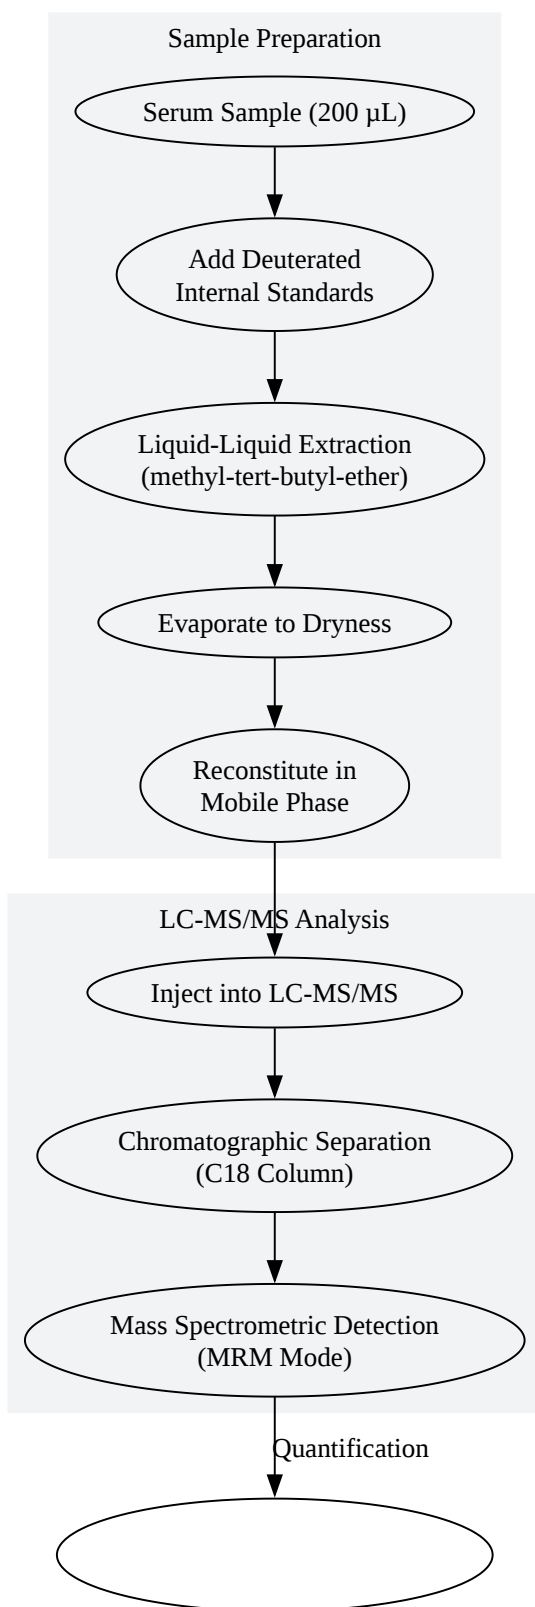 Sample Preparation
Serum Sample (200 µL)
Add Deuterated
Internal Standards
Liquid-Liquid Extraction
(methyl-tert-butyl-ether)
Evaporate to Dryness
Reconstitute in
Mobile Phase
LC-MS/MS Analysis
Inject into LC-MS/MS
Chromatographic Separation
(C18 Column)
Mass Spectrometric Detection
(MRM Mode)
Quantification